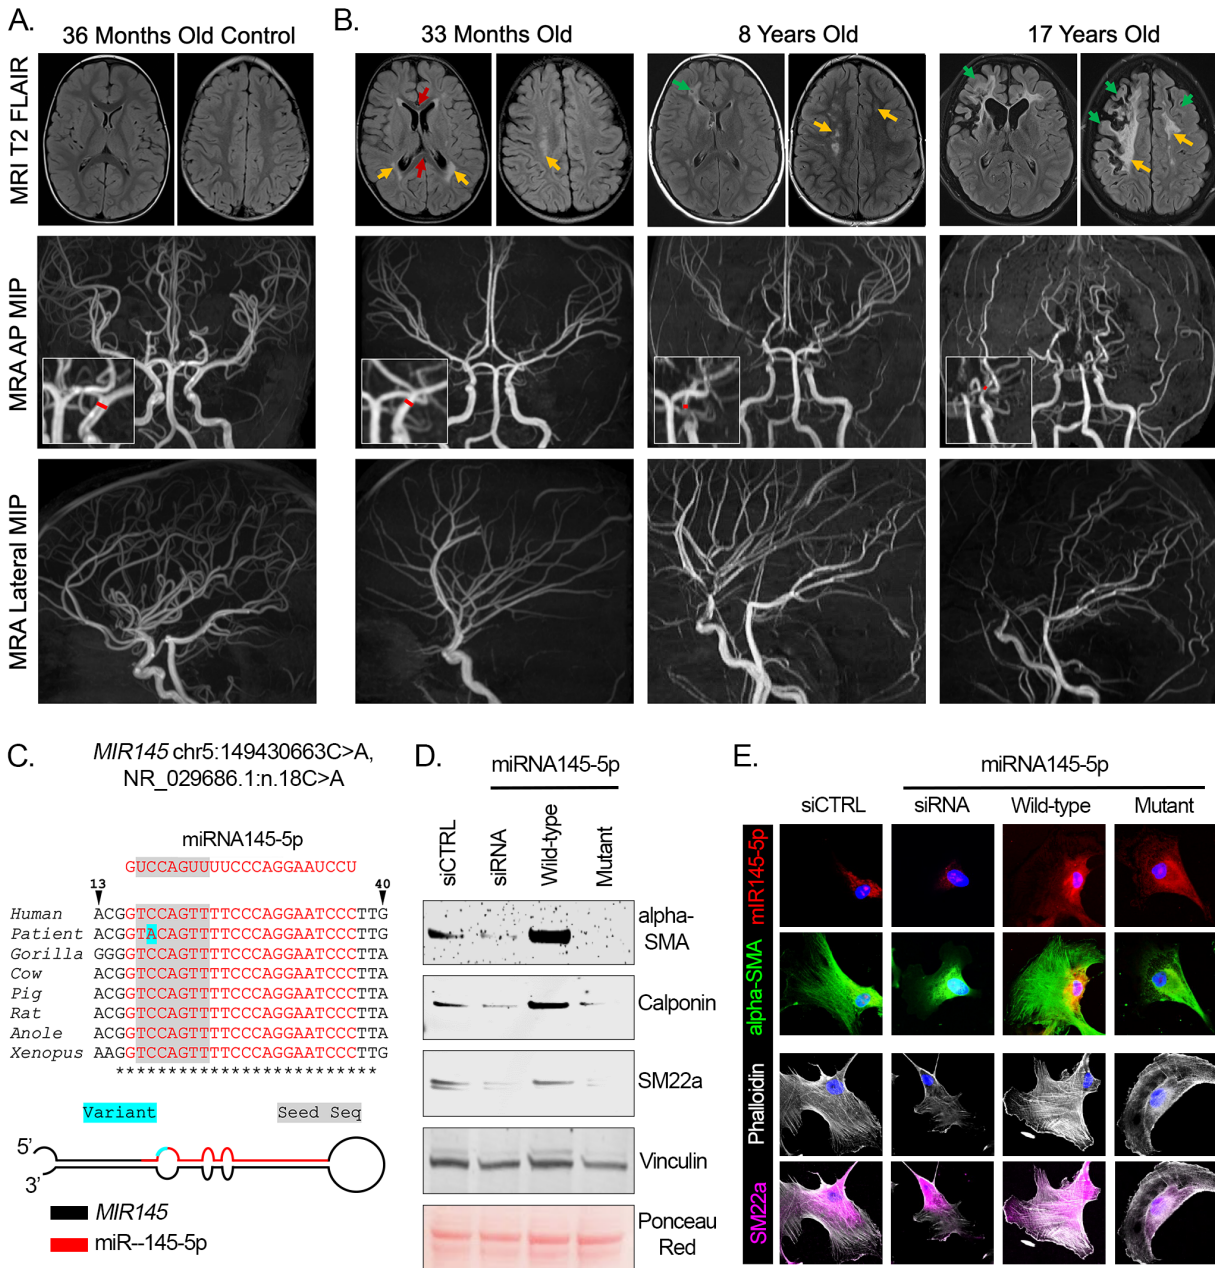 A.
36 Months Old Control
B.
33 Months Old
8 Years Old
17 Years Old
MRI T2 FLAIR
MRA AP MIP
MRA Lateral MIP
C.
MIR145 chr5:149430663C>A,
NR_029686.1:n.18C>A
miRNA145-5p
GUCCAGUUUUCCCAGGAAUCCCU
13
40
Human ACGGTCCAGTTTTCCCAGGAATCCCTTG
Patient ACGGTACAGTTTTCCCAGGAATCCCTTG
Gorilla GGGGTCCAGTTTTCCCAGGAATCCCTTA
Cow ACGGTCCAGTTTTCCCAGGAATCCCTTA
Pig ACGGTCCAGTTTTCCCAGGAATCCCTTA
Rat ACGGTCCAGTTTTCCCAGGAATCCCTTA
Anole ACGGTCCAGTTTTCCCAGGAATCCCTTA
Xenopus AAGGTCCAGTTTTCCCAGGAATCCCTTG
*************************
Variant
Seed Seq
5’
3’
MIR145
miR--145-5p
D.
miRNA145-5p
siCTRL
siRNA
Wild-type
Mutant
alpha-
SMA
Calponin
SM22a
Vinculin
Ponceau
Red
E.
miRNA145-5p
siCTRL
siRNA
Wild-type
Mutant
mIR145-5p
alpha-SMA
Phalloidin
SM22a